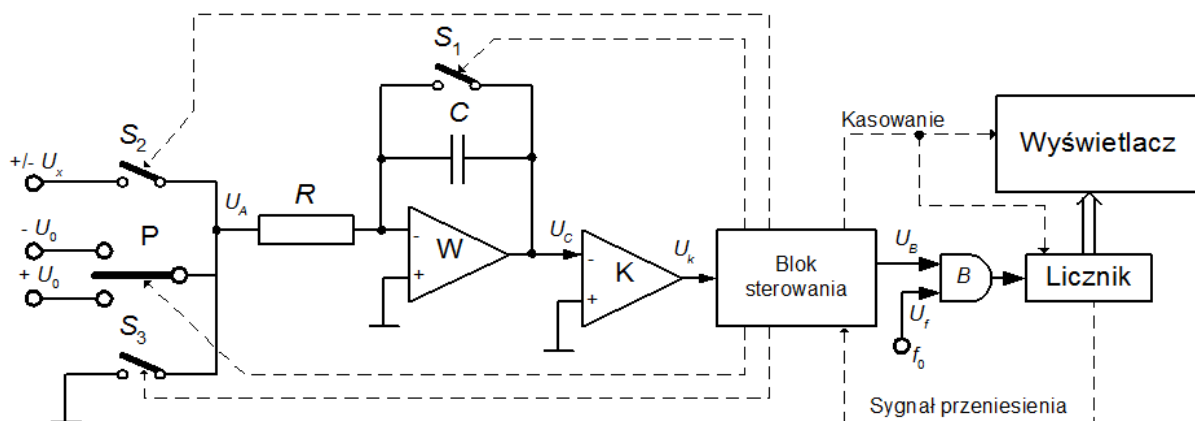 S1
S2
C
Kasowanie
Wyświetlacz
+/- Ux
UA
R
- U0
P
+ U0
-
W
+
UC
-
K
+
Uk
Blok
sterowania
UB
B
Licznik
Uf
f0
S3
Sygnał przeniesienia